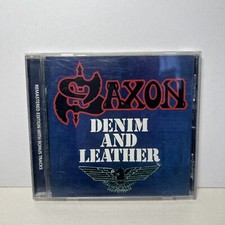 SAXON
DENIM
AND
LEATHER
REMASTERED EDITION WITH BONUS TRACKS